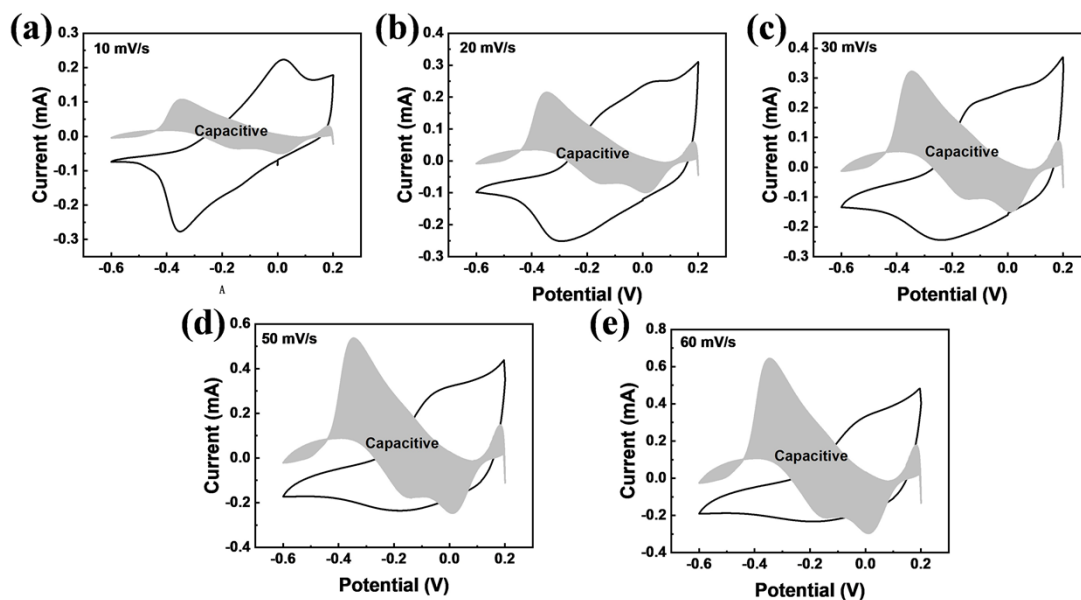 (a)
10 mV/s
Current (mA)
0.3
0.2
0.1
0.0
-0.1
-0.2
-0.3
Capacitive
-0.6
-0.4
-0.2
0.0
0.2
A
(b)
20 mV/s
Current (mA)
0.4
0.3
0.2
0.1
0.0
-0.1
-0.2
-0.3
Capacitive
-0.6
-0.4
-0.2
0.0
0.2
Potential (V)
(c)
30 mV/s
Current (mA)
0.4
0.3
0.2
0.1
0.0
-0.1
-0.2
-0.3
Capacitive
-0.6
-0.4
-0.2
0.0
0.2
Potential (V)
(d)
50 mV/s
Current (mA)
0.6
0.4
0.2
0.0
-0.2
-0.4
Capacitive
-0.6
-0.4
-0.2
0.0
0.2
Potential (V)
(e)
60 mV/s
Current (mA)
0.8
0.6
0.4
0.2
0.0
-0.2
-0.4
Capacitive
-0.6
-0.4
-0.2
0.0
0.2
Potential (V)